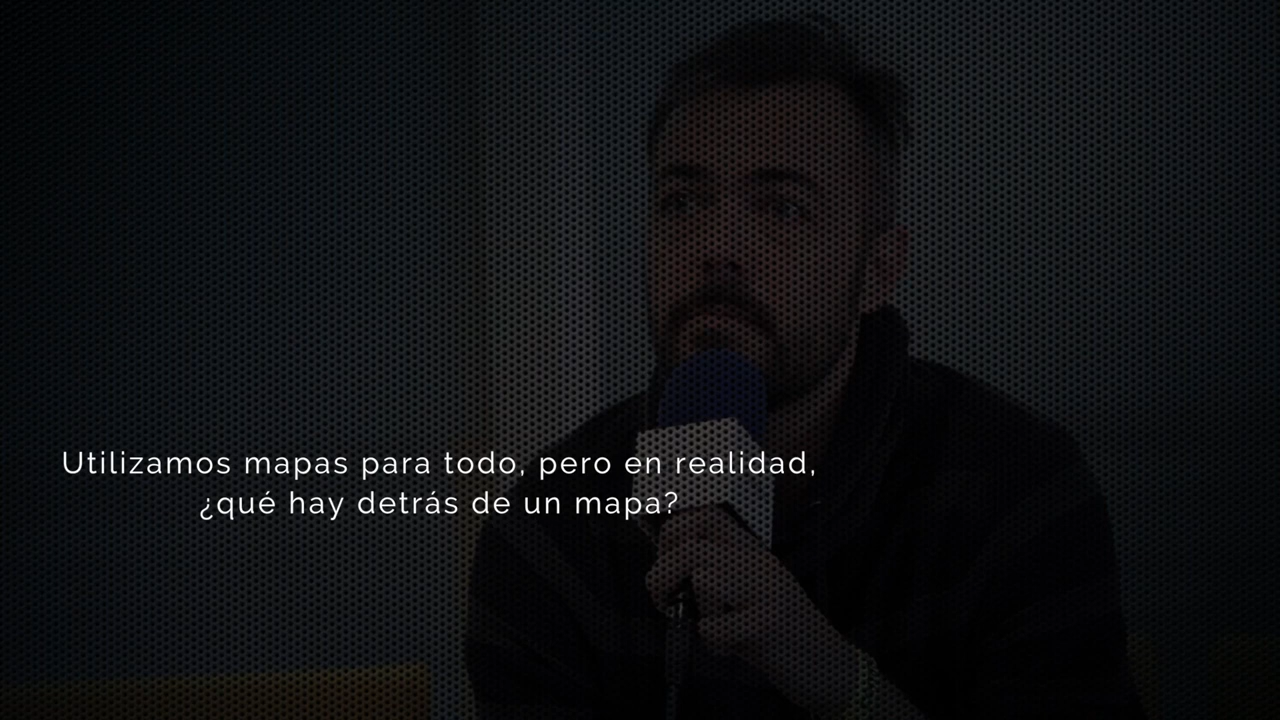 Utilizamos mapas para todo, pero en realidad,
¿qué hay detrás de un mapa?